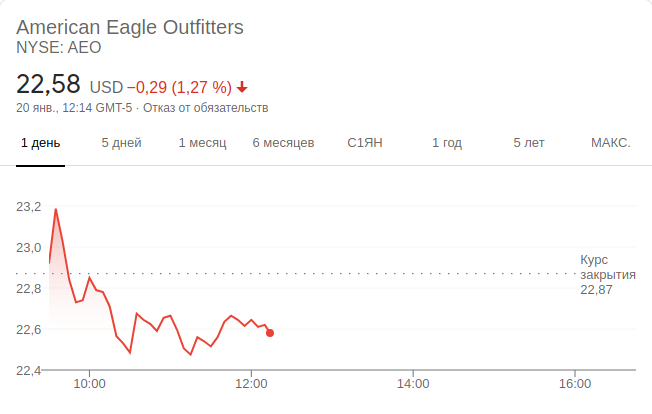 American Eagle Outfitters
NYSE: AEO
22,58 USD −0,29 (1,27 %)
20 янв., 12:14 GMT-5 · Отказ от обязательств
1 день 5 дней 1 месяц 6 месяцев С1ЯН 1 год 5 лет МАКС.
23,2
23,0
22,8
22,6
22,4
Курс
закрытия
22,87
10:00 12:00 14:00 16:00